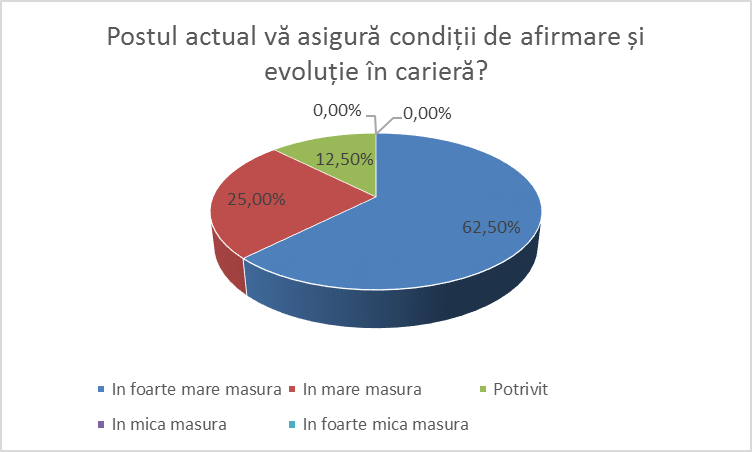 Postul actual vă asigură condiții de afirmare și
evoluție în carieră?
0,00%
0,00%
12,50%
25,00%
62,50%
In foarte mare masura
In mare masura
Potrivit
In mica masura
In foarte mica masura